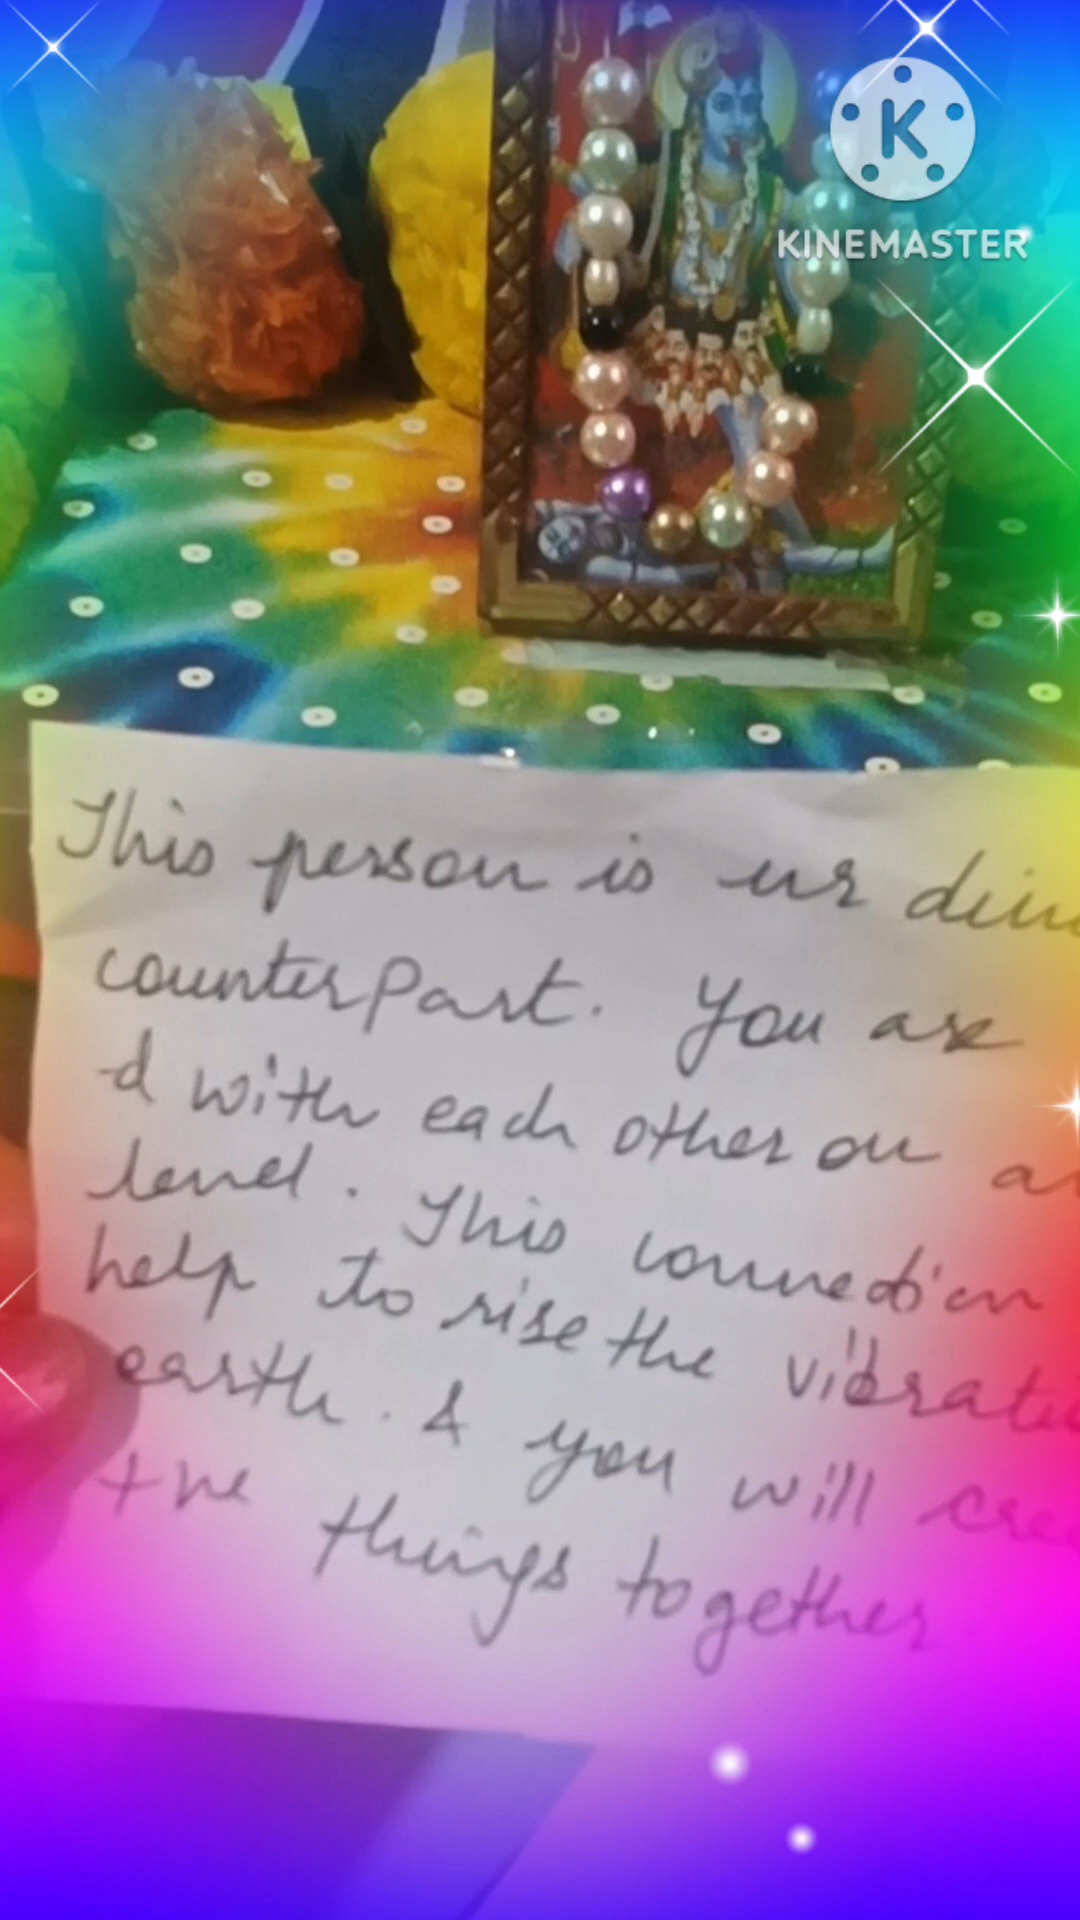 KINEMASTER
This person is ur
counterpart. You are
d with each other on
level. This connection
help to rise the
earth. & you will
the things together.